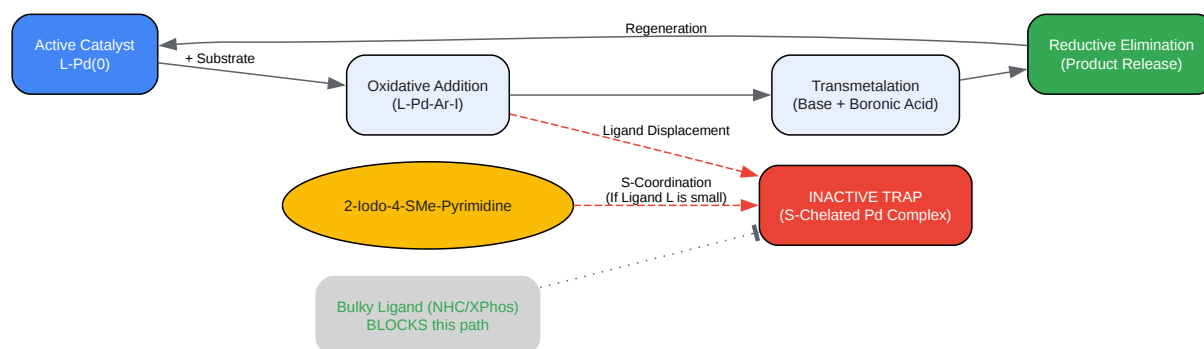 Active Catalyst
L-Pd(0)
+ Substrate
Regeneration
Reductive Elimination
(Product Release)
Oxidative Addition
(L-Pd-Ar-I)
Transmetalation
(Base + Boronic Acid)
Ligand Displacement
2-Iodo-4-SMe-Pyrimidine
S-Coordination
(If Ligand L is small)
INACTIVE TRAP
(S-Chelated Pd Complex)
Bulky Ligand (NHC/XPhos)
BLOCKS this path